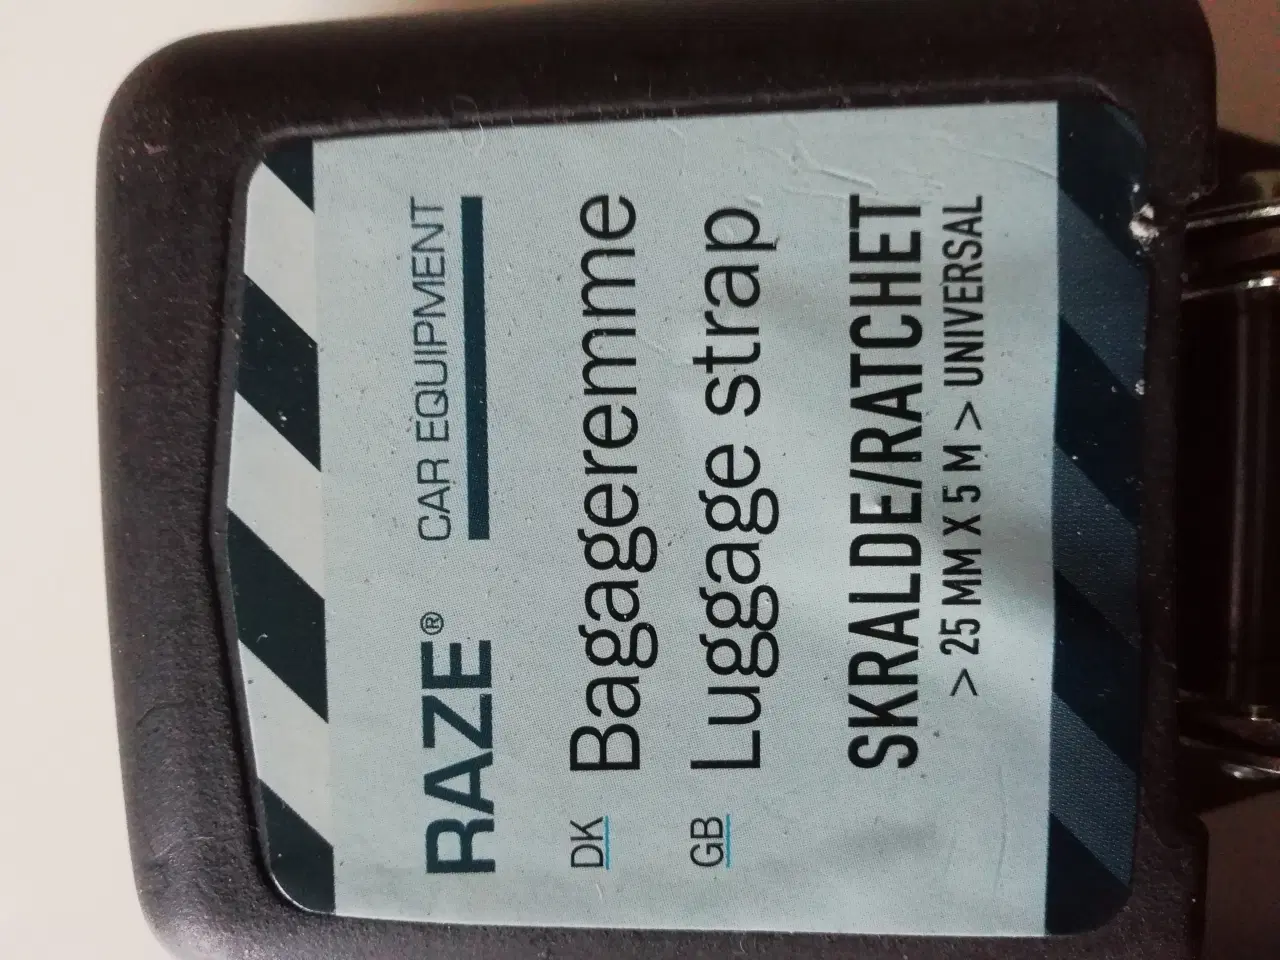 RAZE® CAR EQUIPMENT
DK Bagageremme
GB Luggage strap
SKRALDE/RATCHET
> 25 MM X 5 M > UNIVERSAL